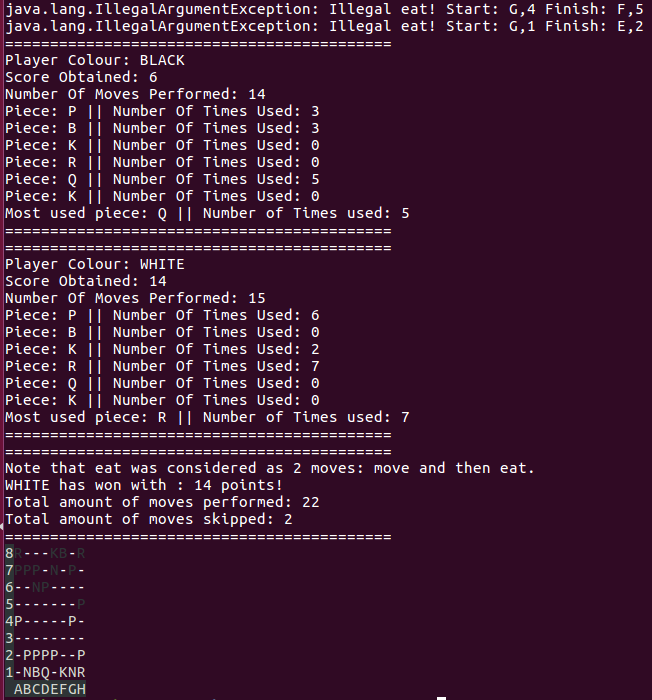 java.lang.IllegalArgumentException: Illegal eat! Start: G,4 Finish: F,5
java.lang.IllegalArgumentException: Illegal eat! Start: G,1 Finish: E,2
===========================================
Player Colour: BLACK
Score Obtained: 6
Number Of Moves Performed: 14
Piece: P || Number Of Times Used: 3
Piece: B || Number Of Times Used: 3
Piece: K || Number Of Times Used: 0
Piece: R || Number Of Times Used: 0
Piece: Q || Number Of Times Used: 5
Piece: K || Number Of Times Used: 0
Most used piece: Q || Number of Times used: 5
===========================================
===========================================
Player Colour: WHITE
Score Obtained: 14
Number Of Moves Performed: 15
Piece: P || Number Of Times Used: 6
Piece: B || Number Of Times Used: 0
Piece: K || Number Of Times Used: 2
Piece: R || Number Of Times Used: 7
Piece: Q || Number Of Times Used: 0
Piece: K || Number Of Times Used: 0
Most used piece: R || Number of Times used: 7
===========================================
===========================================
Note that eat was considered as 2 moves: move and then eat.
WHITE has won with : 14 points!
Total amount of moves performed: 22
Total amount of moves skipped: 2
===========================================
8R---KB-R
7PPP-N-P-
6--NP----
5-------P
4P-----P-
3--------
2-PPPP--P
1-NBQ-KNR
 ABCDEFGH